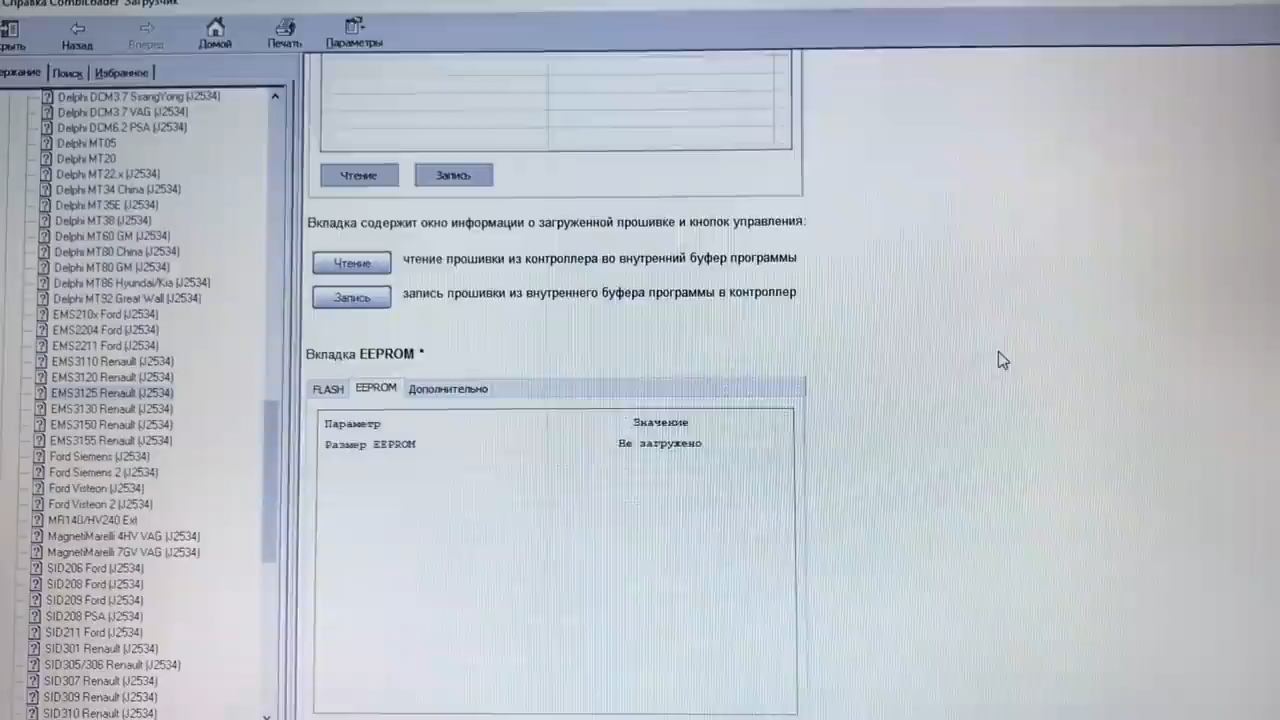 Справка CombiLoader Загрузчик
рыть Назад Вперед Домой Печать Параметры
ержание Поиск Избранное
Delphi DCM3.7 SsangYong (J2534)
Delphi DCM3.7 VAG (J2534)
Delphi DCM6.2 PSA (J2534)
Delphi MT05
Delphi MT20
Delphi MT22.x (J2534)
Delphi MT34 China (J2534)
Delphi MT35E (J2534)
Delphi MT38 (J2534)
Delphi MT60 GM (J2534)
Delphi MT80 China (J2534)
Delphi MT80 GM (J2534)
Delphi MT86 Hyundai/Kia (J2534)
Delphi MT92 Great Wall (J2534)
EMS210x Ford (J2534)
EMS2204 Ford (J2534)
EMS2211 Ford (J2534)
EMS3110 Renault (J2534)
EMS3120 Renault (J2534)
EMS3125 Renault (J2534)
EMS3130 Renault (J2534)
EMS3150 Renault (J2534)
EMS3155 Renault (J2534)
Ford Siemens (J2534)
Ford Siemens 2 (J2534)
Ford Visteon (J2534)
Ford Visteon 2 (J2534)
MR140/HV240 Ext
MagnetiMarelli 4HV VAG (J2534)
MagnetiMarelli 7GV VAG (J2534)
SID206 Ford (J2534)
SID208 Ford (J2534)
SID209 Ford (J2534)
SID208 PSA (J2534)
SID211 Ford (J2534)
SID301 Renault (J2534)
SID305/306 Renault (J2534)
SID307 Renault (J2534)
SID309 Renault (J2534)
SID310 Renault (J2534)
Чтение Запись
Вкладка содержит окно информации о загруженной прошивке и кнопок управления:
Чтение чтение прошивки из контроллера во внутренний буфер программы
Запись запись прошивки из внутреннего буфера программы в контроллер
Вкладка EEPROM *
FLASH EEPROM Дополнительно
Параметр Значение
Размер EEPROM Не загружено